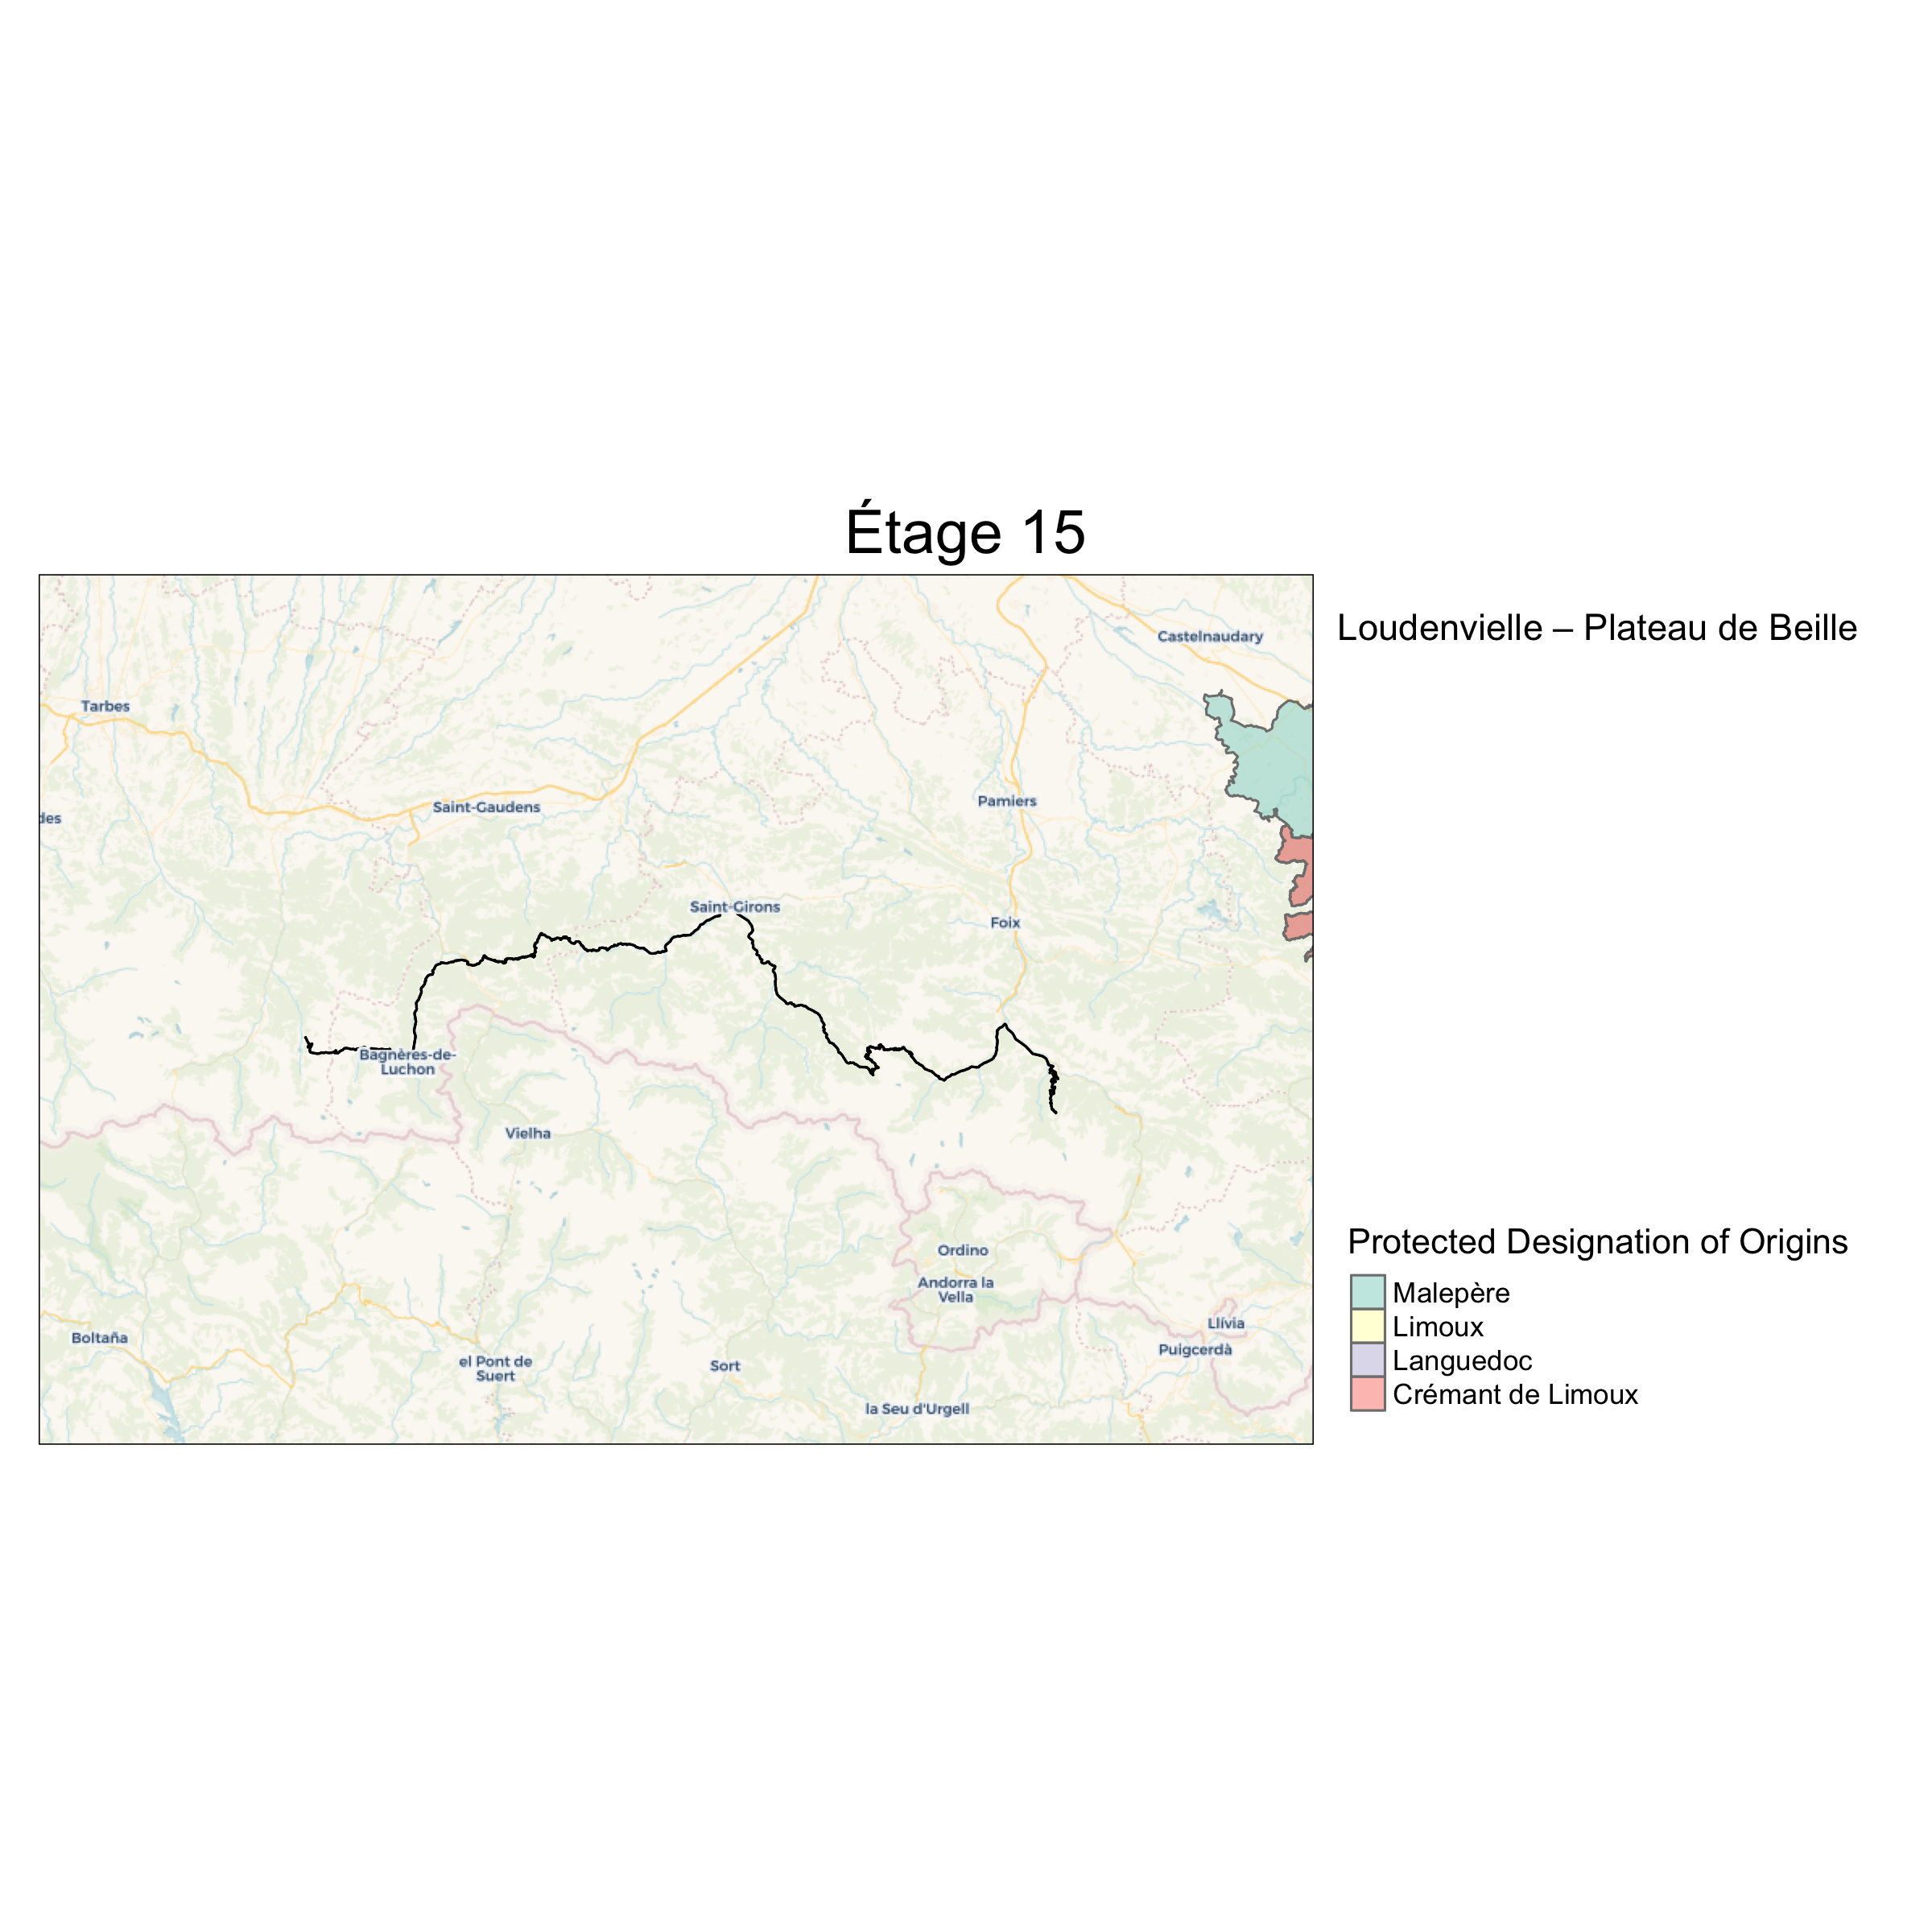 Étage 15
Loudenvielle – Plateau de Beille
Castelnaudary
Tarbes
Pamiers
Saint-Gaudens
des
Saint-Girons
Foix
Bagnères-de-
Luchon
Vielha
Ordino
Andorra la
Vella
Llívia
Boltaña
Puigcerdà
el Pont de
Suert
Sort
la Seu d'Urgell
Protected Designation of Origins
Malepère
Limoux
Languedoc
Crémant de Limoux